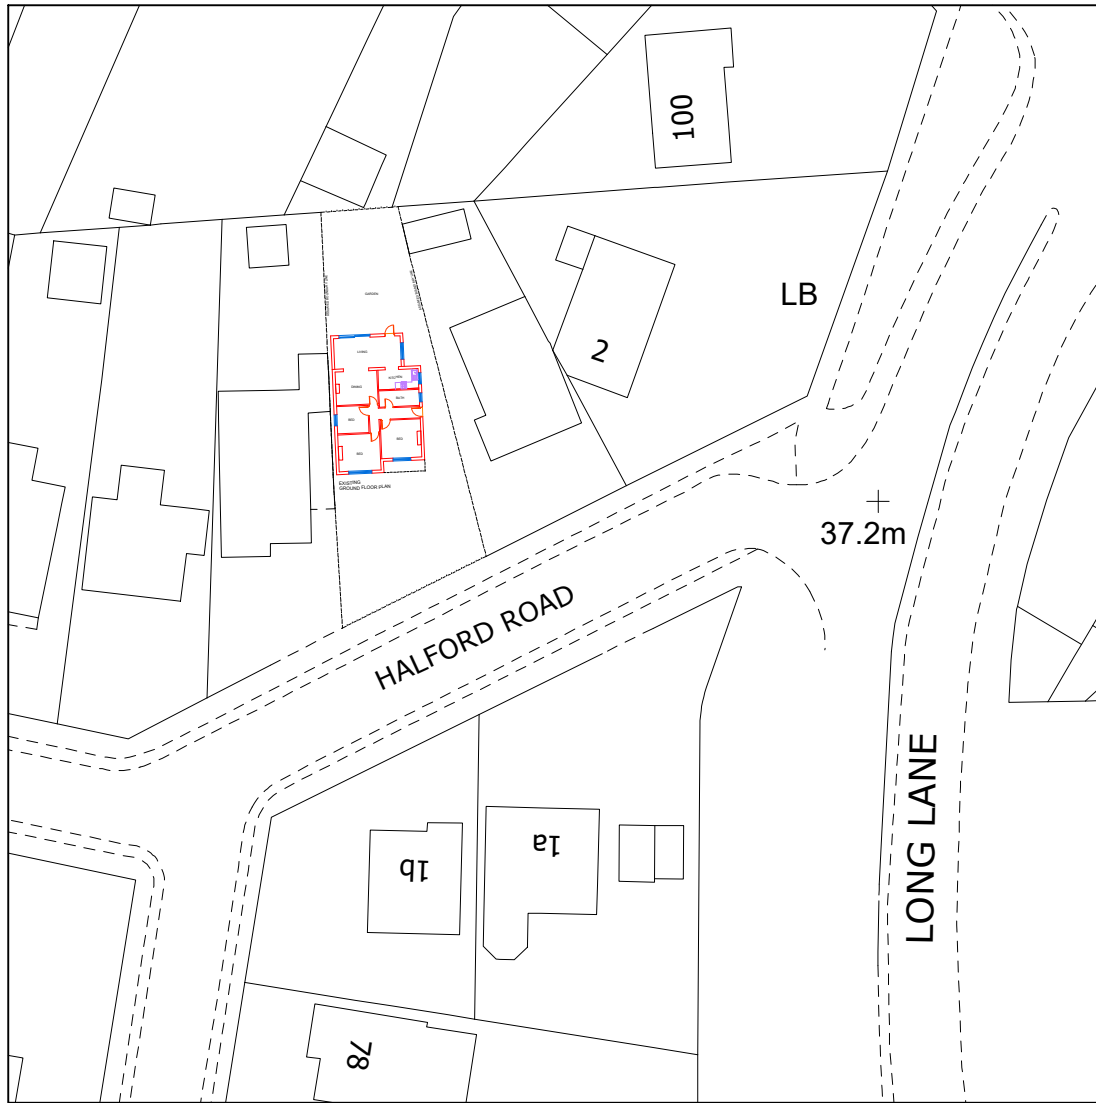 100
LB
2
GARDEN
LIVING
KITCHEN
DINING
BATH
BED
BED
BED
EXISTING
GROUND FLOOR PLAN
37.2m
HALFORD ROAD
LONG LANE
1a
1b
78